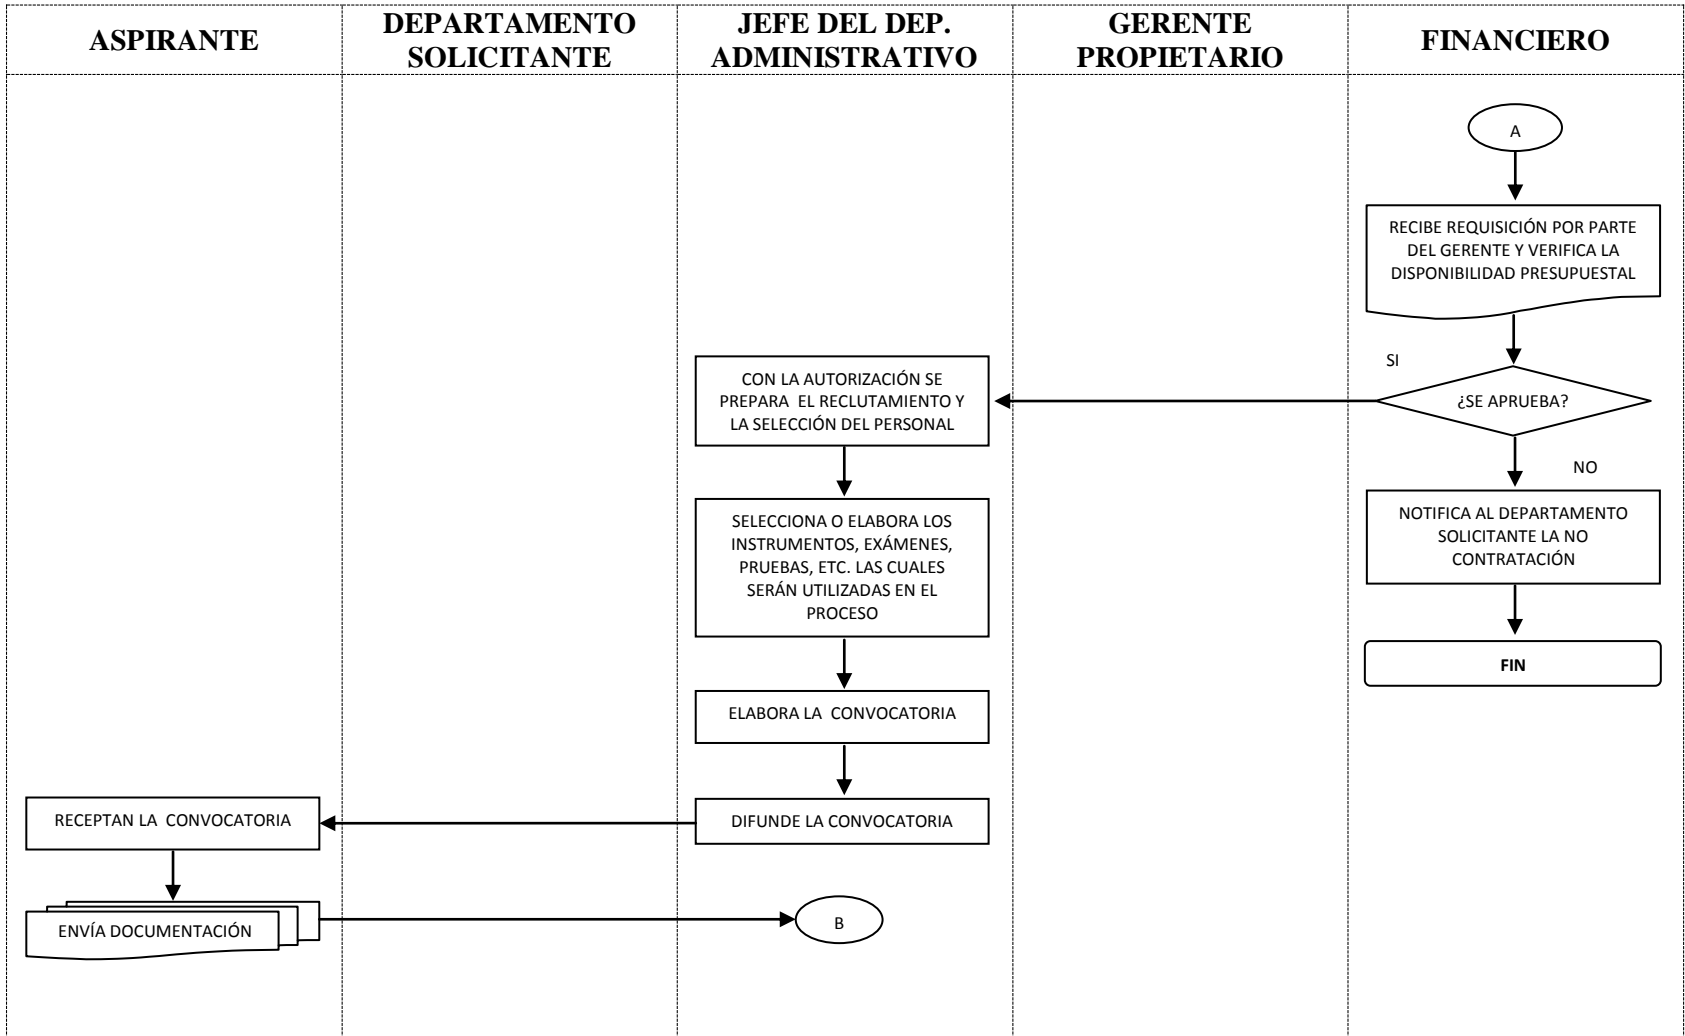 ASPIRANTE
DEPARTAMENTO
SOLICITANTE
JEFE DEL DEP.
ADMINISTRATIVO
GERENTE
PROPIETARIO
FINANCIERO
A
RECIBE REQUISICIÓN POR PARTE
DEL GERENTE Y VERIFICA LA
DISPONIBILIDAD PRESUPUESTAL
SI
¿SE APRUEBA?
CON LA AUTORIZACIÓN SE
PREPARA EL RECLUTAMIENTO Y
LA SELECCIÓN DEL PERSONAL
NO
NOTIFICA AL DEPARTAMENTO
SOLICITANTE LA NO
CONTRATACIÓN
SELECCIONA O ELABORA LOS
INSTRUMENTOS, EXÁMENES,
PRUEBAS, ETC. LAS CUALES
SERÁN UTILIZADAS EN EL
PROCESO
FIN
ELABORA LA CONVOCATORIA
DIFUNDE LA CONVOCATORIA
RECEPTAN LA CONVOCATORIA
ENVÍA DOCUMENTACIÓN
B